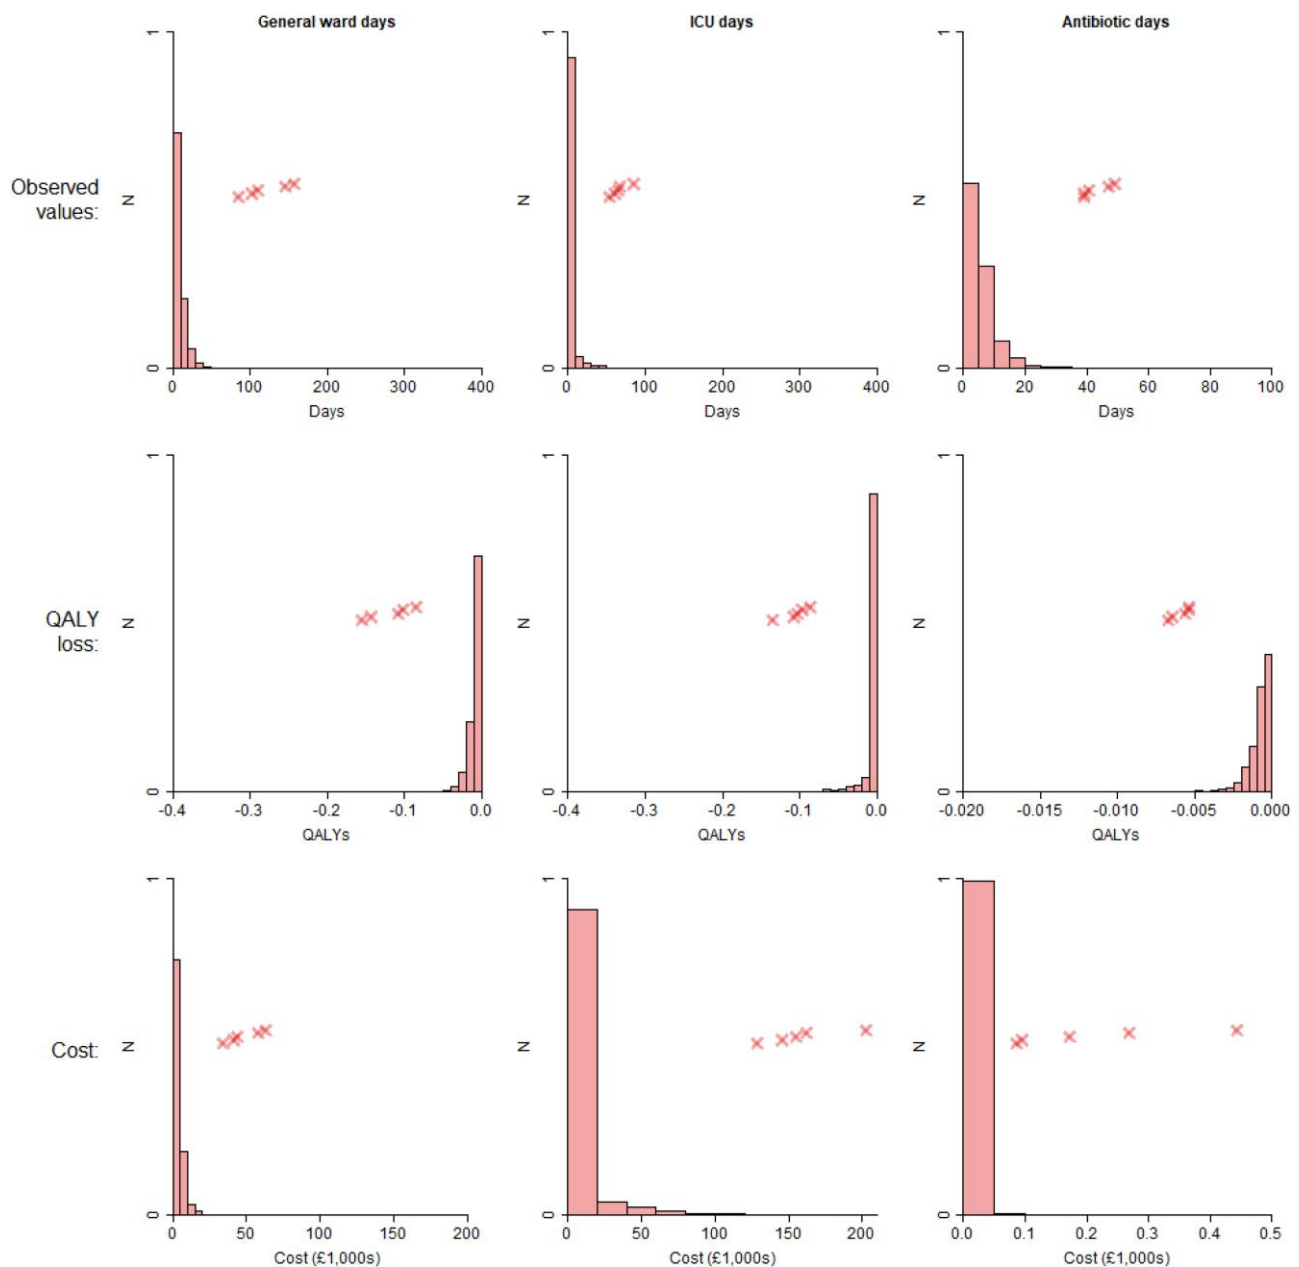 General ward days
ICU days
Antibiotic days
Observed
values:
N
1
0
0 100 200 300 400
Days
N
1
0
0 100 200 300 400
Days
N
1
0
0 20 40 60 80 100
Days
QALY
loss:
N
1
0
-0.4 -0.3 -0.2 -0.1 0.0
QALYs
N
1
0
-0.4 -0.3 -0.2 -0.1 0.0
QALYs
N
1
0
-0.020 -0.015 -0.010 -0.005 0.000
QALYs
Cost:
N
1
0
0 50 100 150 200
Cost (£1,000s)
N
1
0
0 50 100 150 200
Cost (£1,000s)
N
1
0
0.0 0.1 0.2 0.3 0.4 0.5
Cost (£1,000s)